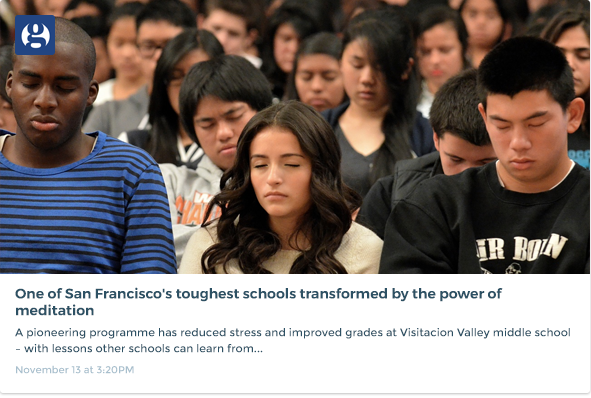 g
IR BORN
One of San Francisco's toughest schools transformed by the power of
meditation
A pioneering programme has reduced stress and improved grades at Visitacion Valley middle school
– with lessons other schools can learn from...
November 13 at 3:20PM